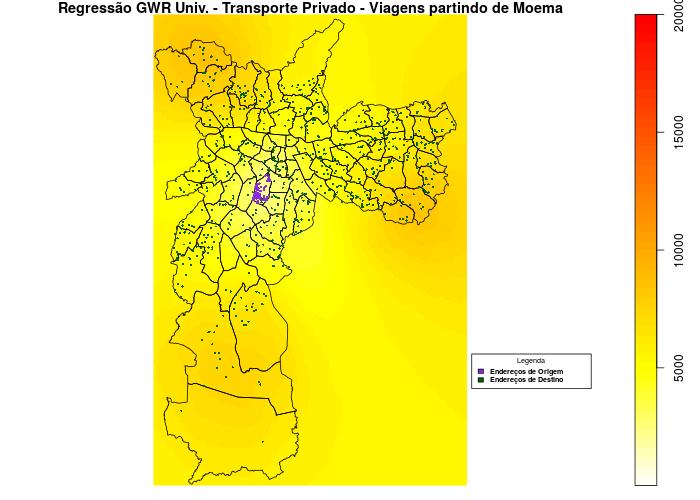 Regressão GWR Univ. - Transporte Privado - Viagens partindo de Moema
20000
15000
10000
5000
Legenda
Endereços de Origem
Endereços de Destino